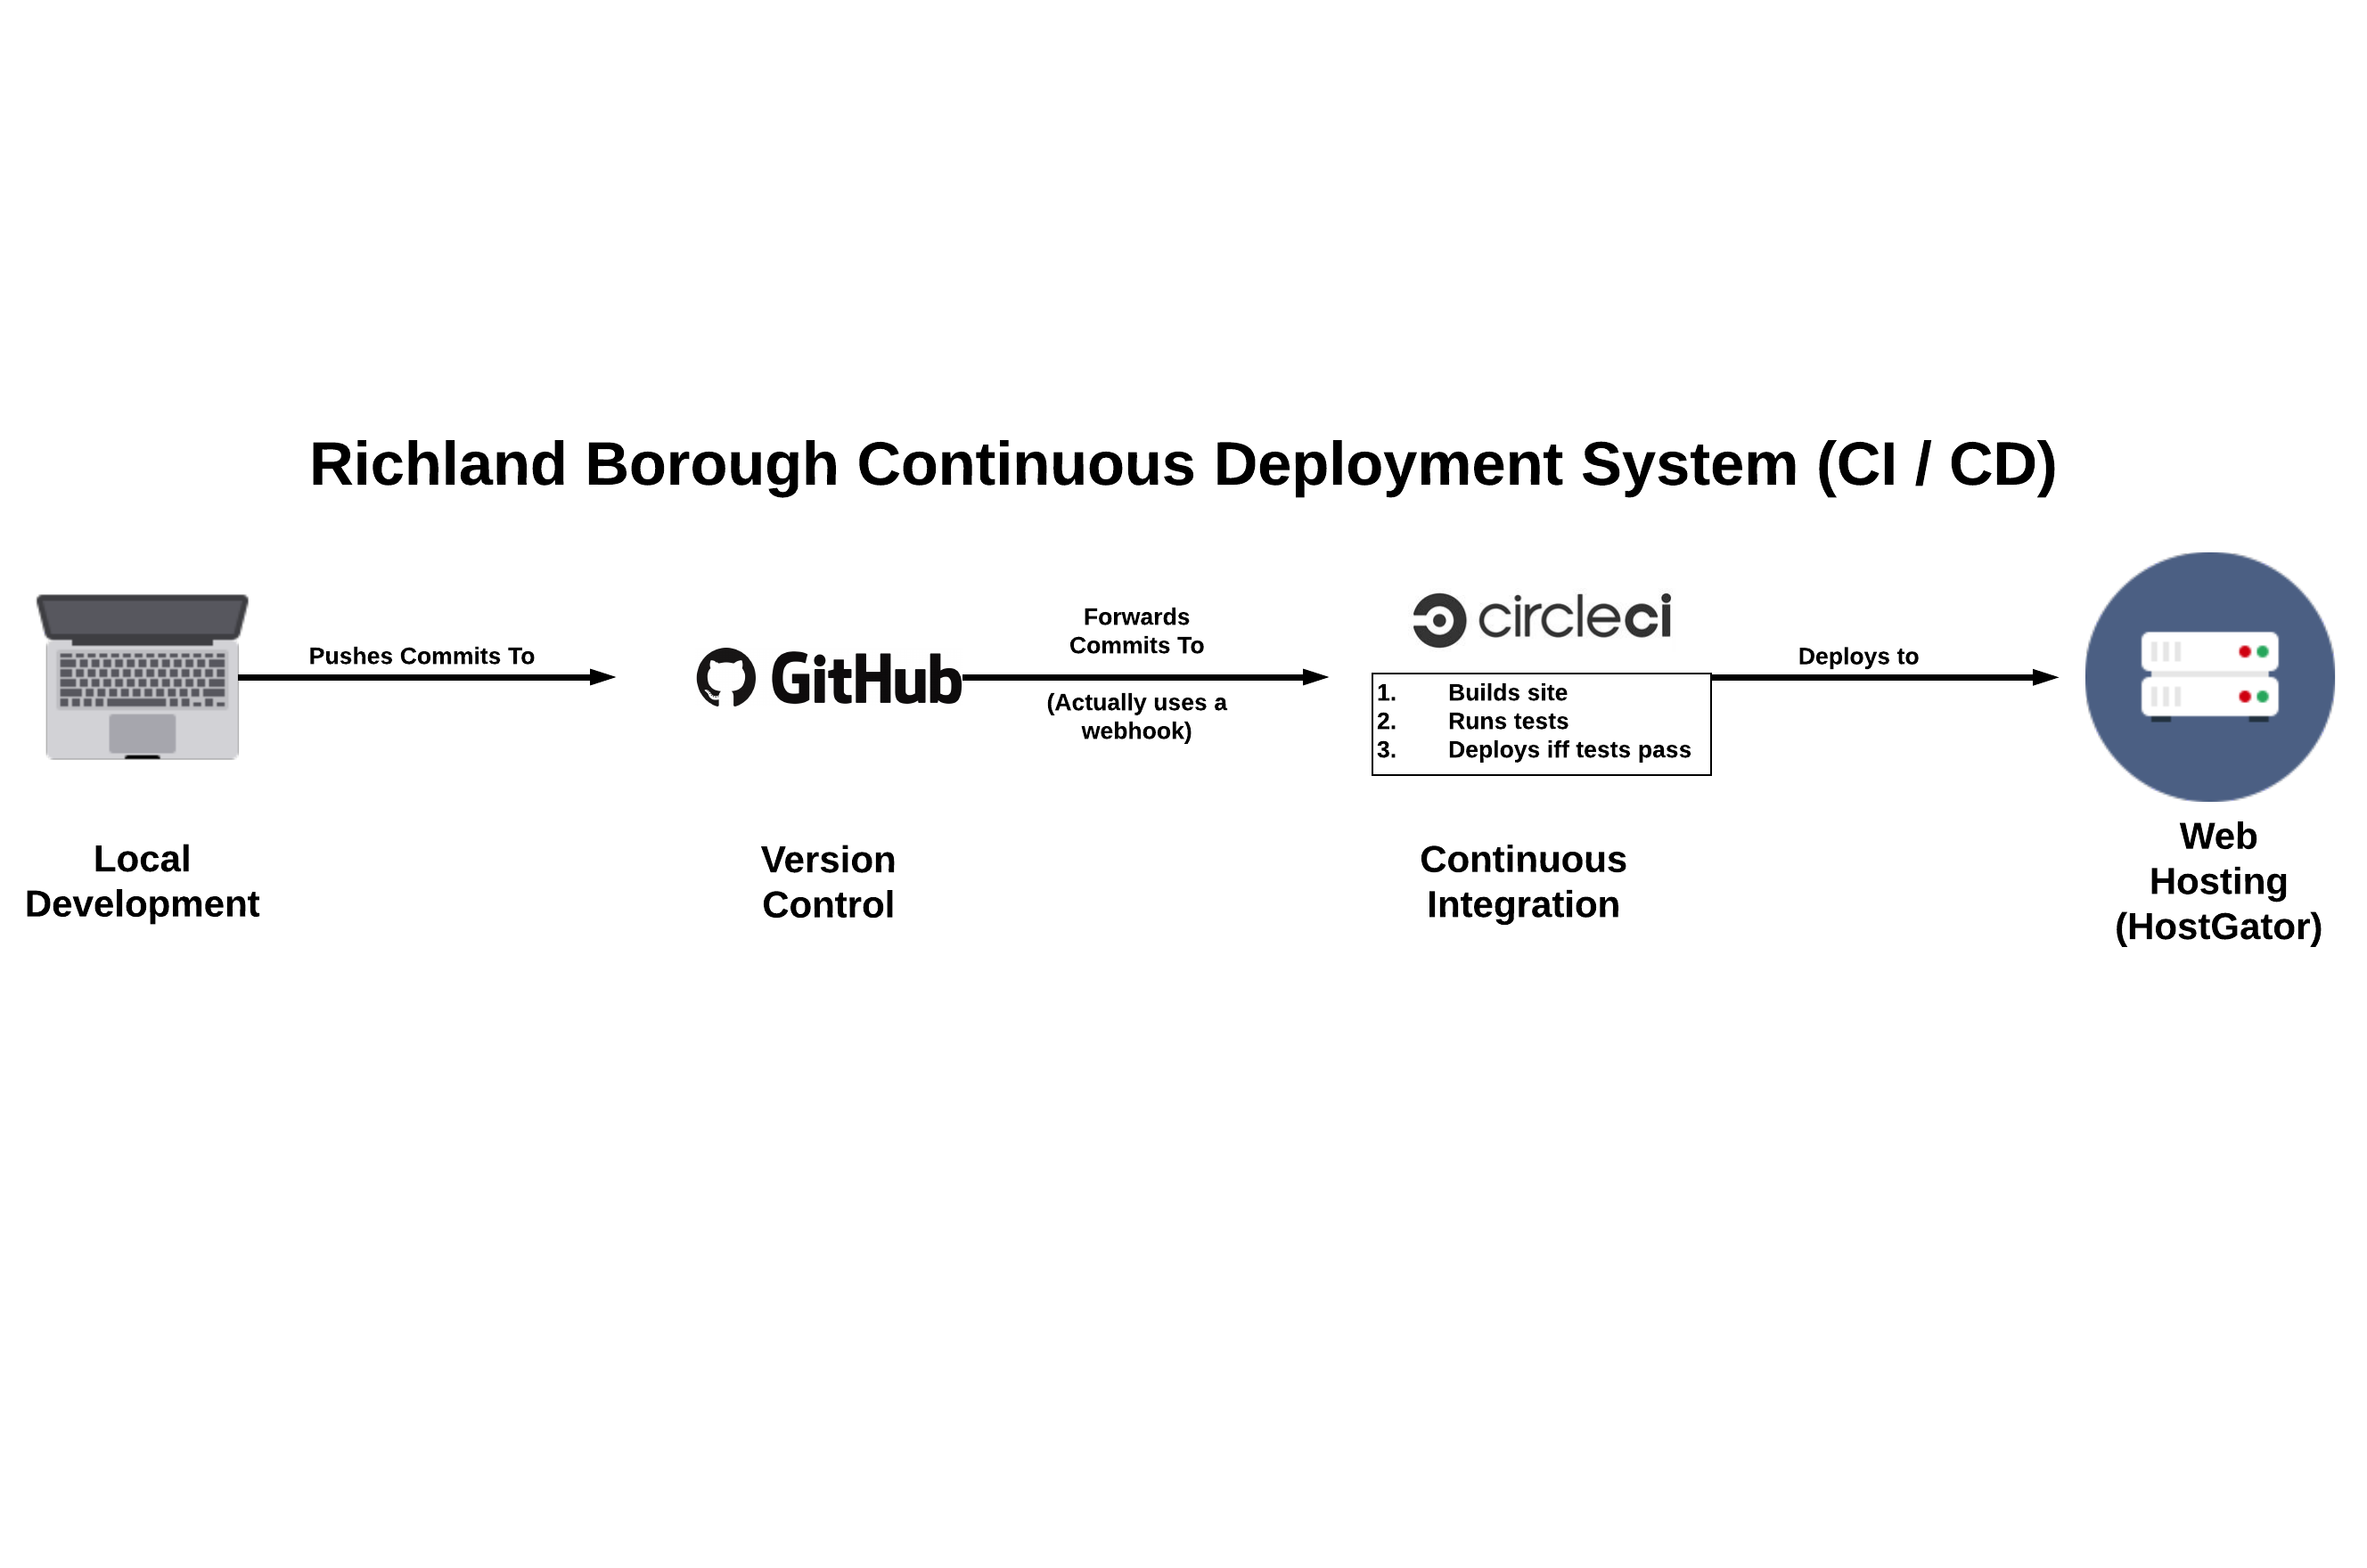 Richland Borough Continuous Deployment System (CI / CD)
Pushes Commits To
GitHub
Forwards
Commits To
(Actually uses a
webhook)
circleci
1. Builds site
2. Runs tests
3. Deploys iff tests pass
Deploys to
Local
Development
Version
Control
Continuous
Integration
Web
Hosting
(HostGator)